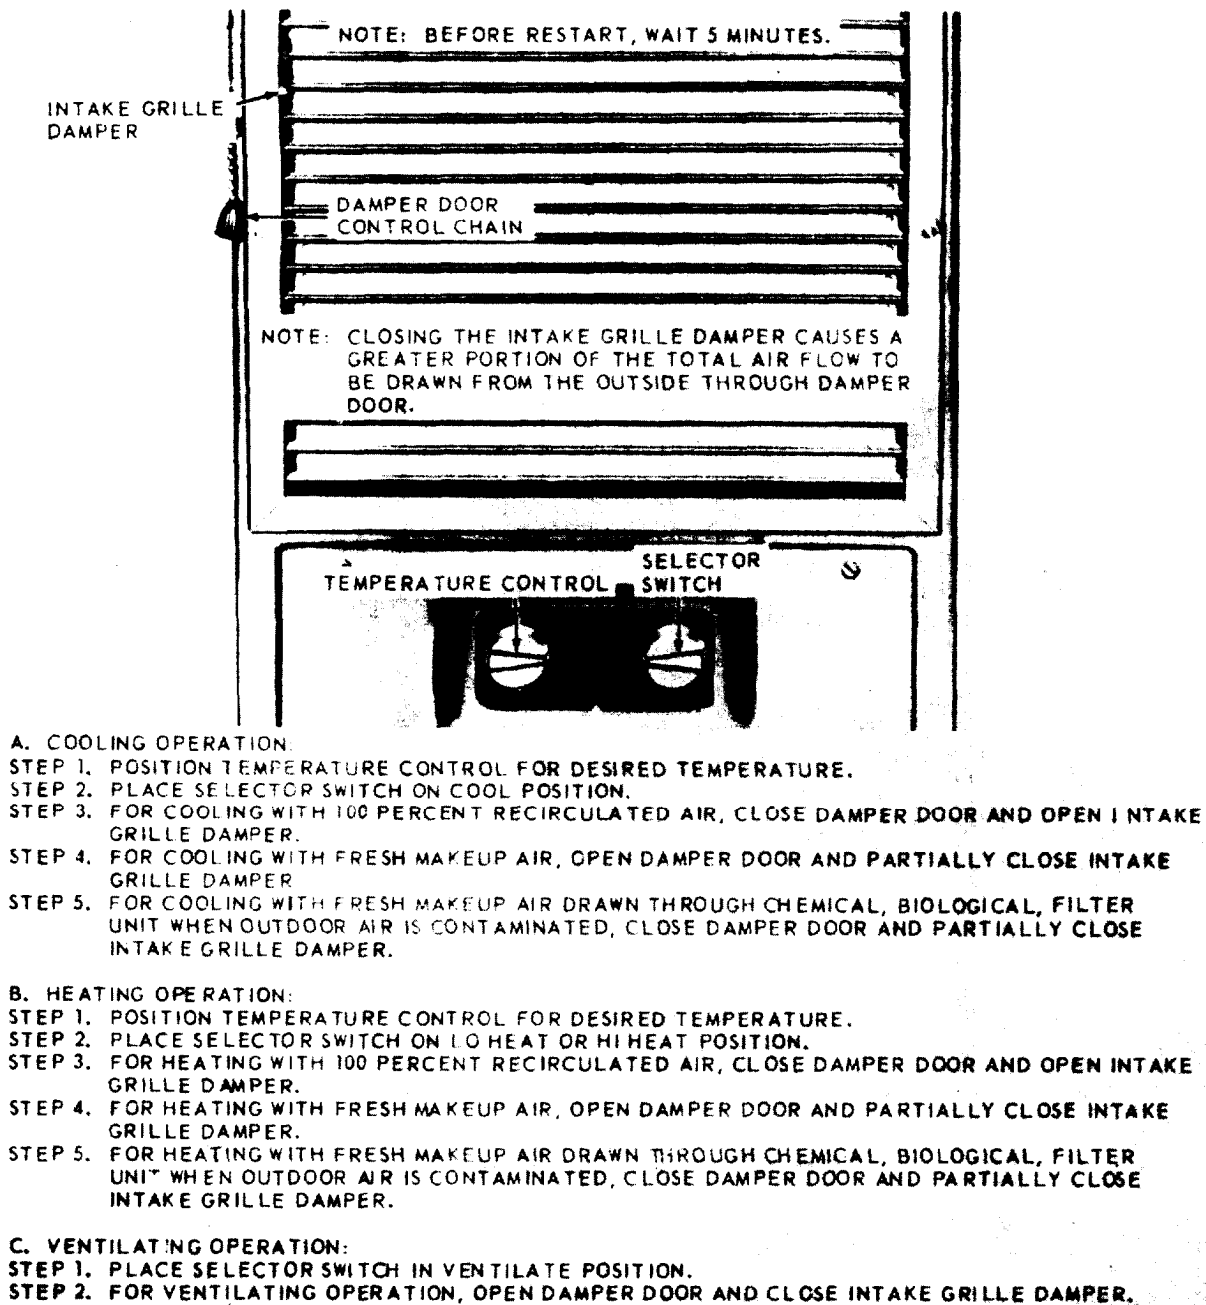 NOTE: BEFORE RESTART, WAIT 5 MINUTES.
INTAKE GRILLE
DAMPER
DAMPER DOOR
CONTROL CHAIN
NOTE: CLOSING THE INTAKE GRILLE DAMPER CAUSES A
GREATER PORTION OF THE TOTAL AIR FLOW TO
BE DRAWN FROM THE OUTSIDE THROUGH DAMPER
DOOR.
TEMPERATURE CONTROL
SELECTOR
SWITCH
A. COOLING OPERATION:
STEP 1. POSITION TEMPERATURE CONTROL FOR DESIRED TEMPERATURE.
STEP 2. PLACE SELECTOR SWITCH ON COOL POSITION.
STEP 3. FOR COOLING WITH 100 PERCENT RECIRCULATED AIR, CLOSE DAMPER DOOR AND OPEN INTAKE
GRILLE DAMPER.
STEP 4. FOR COOLING WITH FRESH MAKEUP AIR, OPEN DAMPER DOOR AND PARTIALLY CLOSE INTAKE
GRILLE DAMPER
STEP 5. FOR COOLING WITH FRESH MAKEUP AIR DRAWN THROUGH CHEMICAL, BIOLOGICAL, FILTER
UNIT WHEN OUTDOOR AIR IS CONTAMINATED, CLOSE DAMPER DOOR AND PARTIALLY CLOSE
INTAKE GRILLE DAMPER.
B. HEATING OPERATION:
STEP 1. POSITION TEMPERATURE CONTROL FOR DESIRED TEMPERATURE.
STEP 2. PLACE SELECTOR SWITCH ON LO HEAT OR HI HEAT POSITION.
STEP 3. FOR HEATING WITH 100 PERCENT RECIRCULATED AIR, CLOSE DAMPER DOOR AND OPEN INTAKE
GRILLE DAMPER.
STEP 4. FOR HEATING WITH FRESH MAKEUP AIR, OPEN DAMPER DOOR AND PARTIALLY CLOSE INTAKE
GRILLE DAMPER.
STEP 5. FOR HEATING WITH FRESH MAKEUP AIR DRAWN THROUGH CHEMICAL, BIOLOGICAL, FILTER
UNIT WHEN OUTDOOR AIR IS CONTAMINATED, CLOSE DAMPER DOOR AND PARTIALLY CLOSE
INTAKE GRILLE DAMPER.
C. VENTILATING OPERATION:
STEP 1. PLACE SELECTOR SWITCH IN VENTILATE POSITION.
STEP 2. FOR VENTILATING OPERATION, OPEN DAMPER DOOR AND CLOSE INTAKE GRILLE DAMPER.